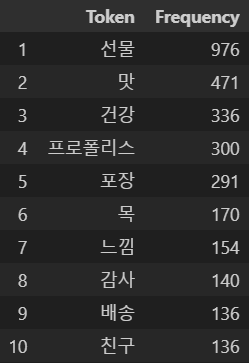 Token Frequency
1 선물 976
2 맛 471
3 건강 336
4 프로폴리스 300
5 포장 291
6 목 170
7 느낌 154
8 감사 140
9 배송 136
10 친구 136